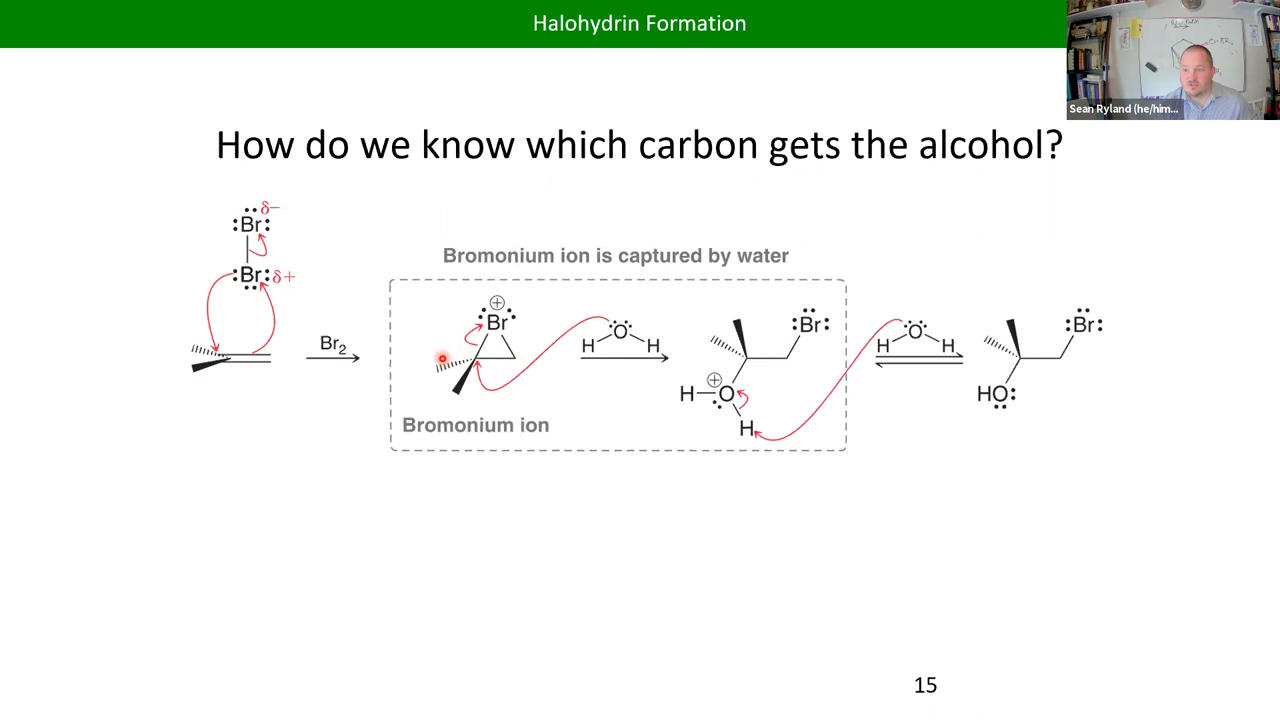 Halohydrin Formation
Sean Ryland (he/him...
How do we know which carbon gets the alcohol?
Br δ−
Br δ+
Br2
Bromonium ion is captured by water
Br
H O H
Bromonium ion
Br
H O
H
H O H
Br
HO
15